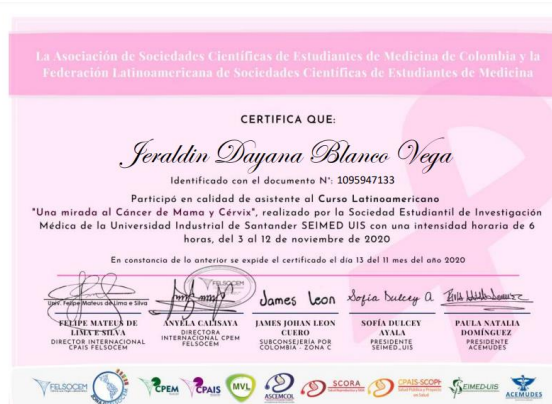 La Asociación de Sociedades Científicas de Estudiantes de Medicina de Colombia y la
Federación Latinoamericana de Sociedades Científicas de Estudiantes de Medicina
CERTIFICA QUE:
Jeraldin Dayana Blanco Vega
Identificado con el documento N°: 1095947133
Participó en calidad de asistente al Curso Latinoamericano
"Una mirada al Cáncer de Mama y Cérvix", realizado por la Sociedad Estudiantil de Investigación
Médica de la Universidad Industrial de Santander SEIMED UIS con una intensidad horaria de 6
horas, del 3 al 12 de noviembre de 2020
En constancia de lo anterior se expide el certificado el día 13 del 11 mes del año 2020
Univ. Felipe Mateus de Lima e Silva
FELSOCEM
James Leon
Sofia Dulcey A.
FELIPE MATEUS DE
LIMA E SILVA
DIRECTOR INTERNACIONAL
CPAIS FELSOCEM
ANYELA CALISAYA
DIRECTORA
INTERNACIONAL CPEM
FELSOCEM
JAMES JOHAN LEON
CUERO
SUBCONSEJERIA POR
COLOMBIA - ZONA C
SOFÍA DULCEY
AYALA
PRESIDENTE
SEIMED_UIS
PAULA NATALIA
DOMÍNGUEZ
PRESIDENTE
ACEMUDES
FELSOCEM
CPEM
CPAIS
MVL
ASCEMCOL
SCORA
CPAIS-SCOPH
SEIMED-UIS
ACEMUDES